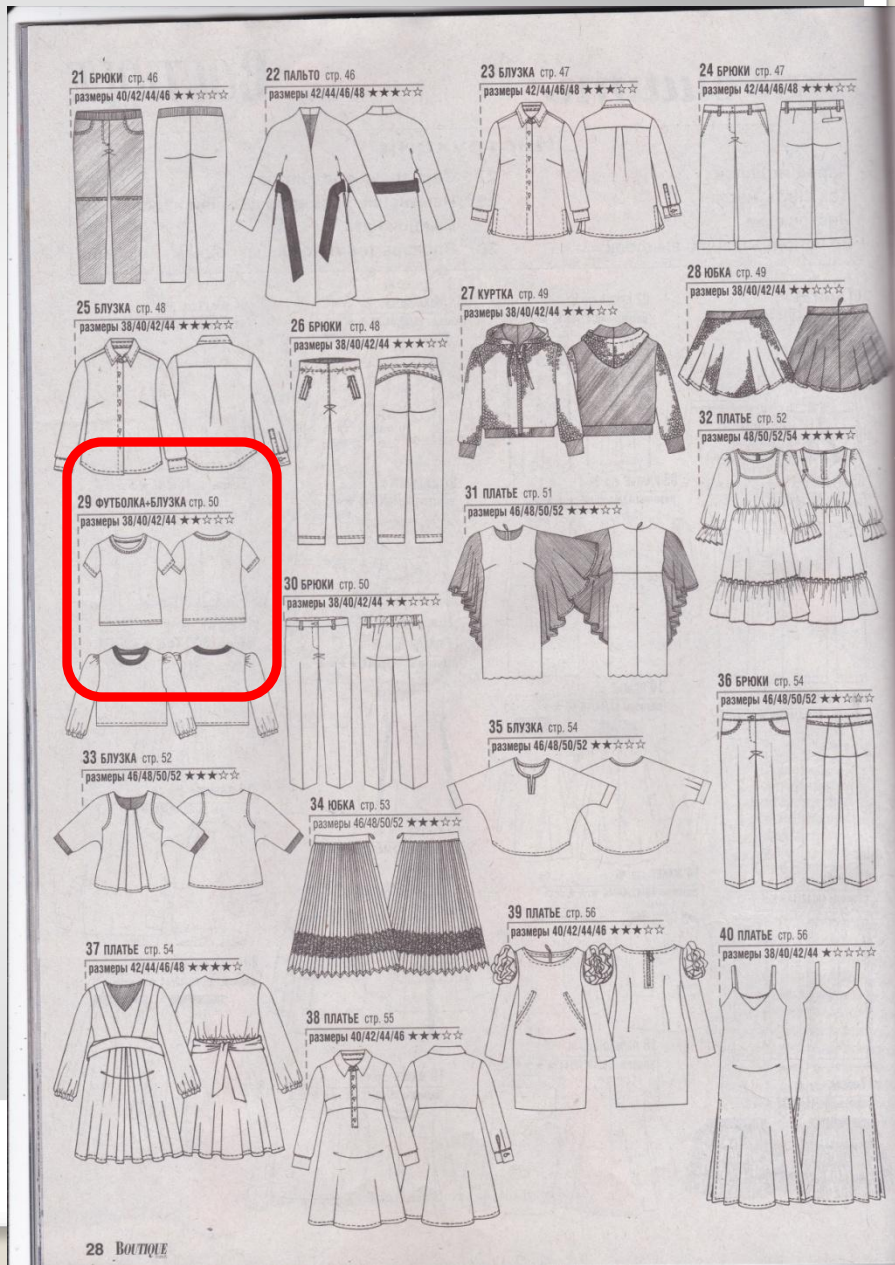 21 БРЮКИ стр. 46
размеры 40/42/44/46 ★★☆☆☆
22 ПАЛЬТО стр. 46
размеры 42/44/46/48 ★★★☆☆
23 БЛУЗКА стр. 47
размеры 42/44/46/48 ★★★☆☆
24 БРЮКИ стр. 47
размеры 42/44/46/48 ★★★☆☆
25 БЛУЗКА стр. 48
размеры 38/40/42/44 ★★★☆☆
26 БРЮКИ стр. 48
размеры 38/40/42/44 ★★★☆☆
27 КУРТКА стр. 49
размеры 38/40/42/44 ★★★☆☆
28 ЮБКА стр. 49
размеры 38/40/42/44 ★★☆☆☆
29 ФУТБОЛКА+БЛУЗКА стр. 50
размеры 38/40/42/44 ★★☆☆☆
30 БРЮКИ стр. 50
размеры 38/40/42/44 ★★☆☆☆
31 ПЛАТЬЕ стр. 51
размеры 46/48/50/52 ★★★☆☆
32 ПЛАТЬЕ стр. 52
размеры 48/50/52/54 ★★★★☆
33 БЛУЗКА стр. 52
размеры 46/48/50/52 ★★★☆☆
34 ЮБКА стр. 53
размеры 46/48/50/52 ★★★☆☆
35 БЛУЗКА стр. 54
размеры 46/48/50/52 ★★☆☆☆
36 БРЮКИ стр. 54
размеры 46/48/50/52 ★★☆☆☆
37 ПЛАТЬЕ стр. 54
размеры 42/44/46/48 ★★★★☆
38 ПЛАТЬЕ стр. 55
размеры 40/42/44/46 ★★★☆☆
39 ПЛАТЬЕ стр. 56
размеры 40/42/44/46 ★★★☆☆
40 ПЛАТЬЕ стр. 56
размеры 38/40/42/44 ★☆☆☆☆
28 BOUTIQUE